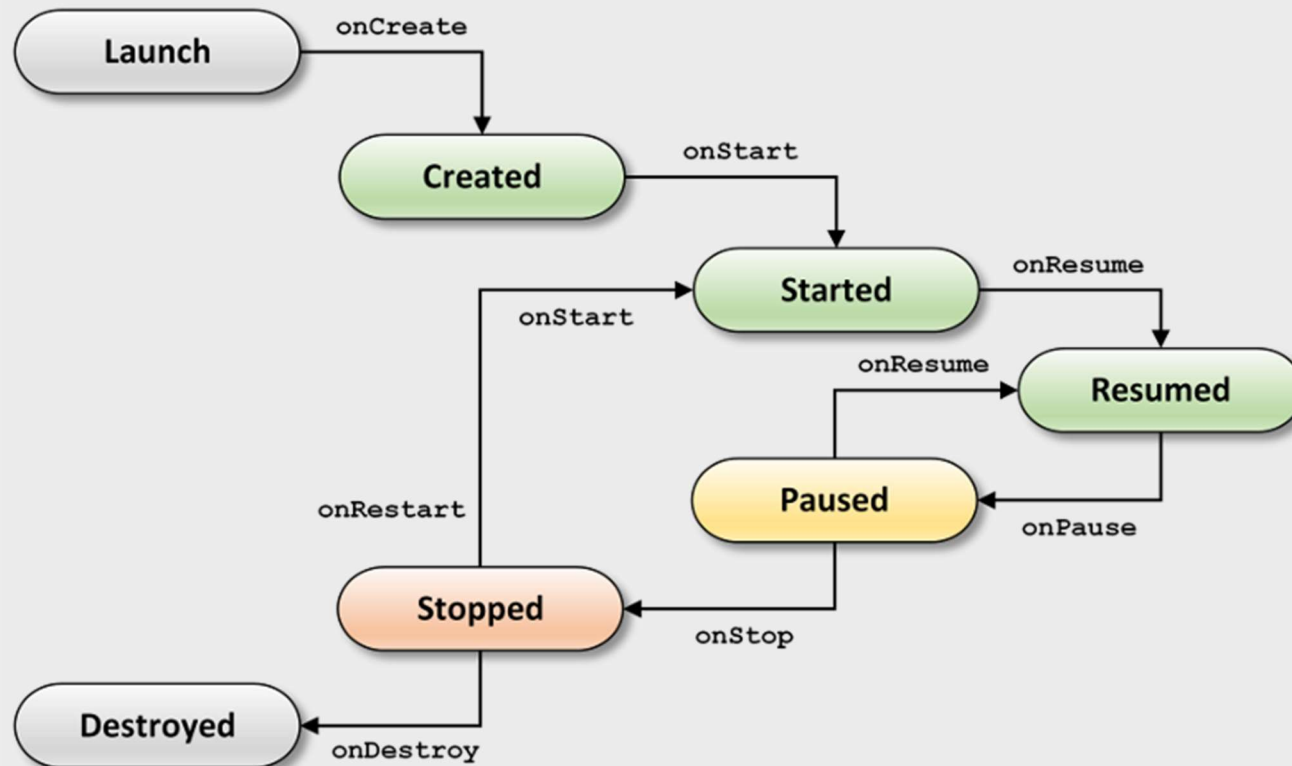 onCreate
Launch
onStart
Created
onResume
Started
onStart
onResume
Resumed
Paused
onRestart
onPause
Stopped
onStop
Destroyed
onDestroy